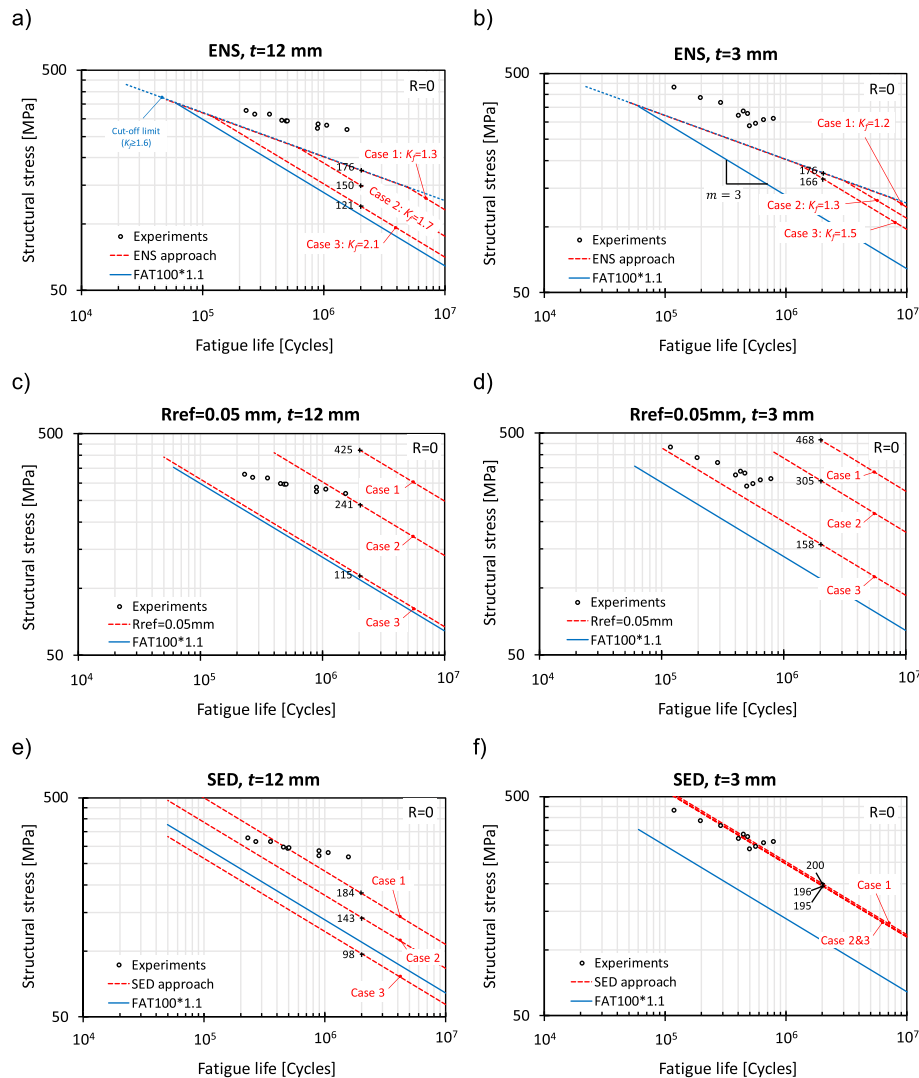 a)
ENS, t=12 mm
500
R=0
Cut-off limit
(Kf≥1.6)
Case 1: Kf=1.3
176
150
121
Case 2: Kf=1.7
Case 3: Kf=2.1
Experiments
ENS approach
FAT100*1.1
50
10^4
10^5
10^6
10^7
Structural stress [MPa]
Fatigue life [Cycles]
b)
ENS, t=3 mm
500
R=0
Case 1: Kf=1.2
176
166
m = 3
Case 2: Kf=1.3
Case 3: Kf=1.5
Experiments
ENS approach
FAT100*1.1
50
10^4
10^5
10^6
10^7
Structural stress [MPa]
Fatigue life [Cycles]
c)
Rref=0.05 mm, t=12 mm
500
R=0
425
Case 1
241
Case 2
115
Case 3
Experiments
Rref=0.05mm
FAT100*1.1
50
10^4
10^5
10^6
10^7
Structural stress [MPa]
Fatigue life [Cycles]
d)
Rref=0.05mm, t=3 mm
500
R=0
468
Case 1
305
Case 2
158
Case 3
Experiments
Rref=0.05mm
FAT100*1.1
50
10^4
10^5
10^6
10^7
Structural stress [MPa]
Fatigue life [Cycles]
e)
SED, t=12 mm
500
R=0
184
Case 1
143
Case 2
98
Case 3
Experiments
SED approach
FAT100*1.1
50
10^4
10^5
10^6
10^7
Structural stress [MPa]
Fatigue life [Cycles]
f)
SED, t=3 mm
500
R=0
200
196
195
Case 1
Case 2&3
Experiments
SED approach
FAT100*1.1
50
10^4
10^5
10^6
10^7
Structural stress [MPa]
Fatigue life [Cycles]